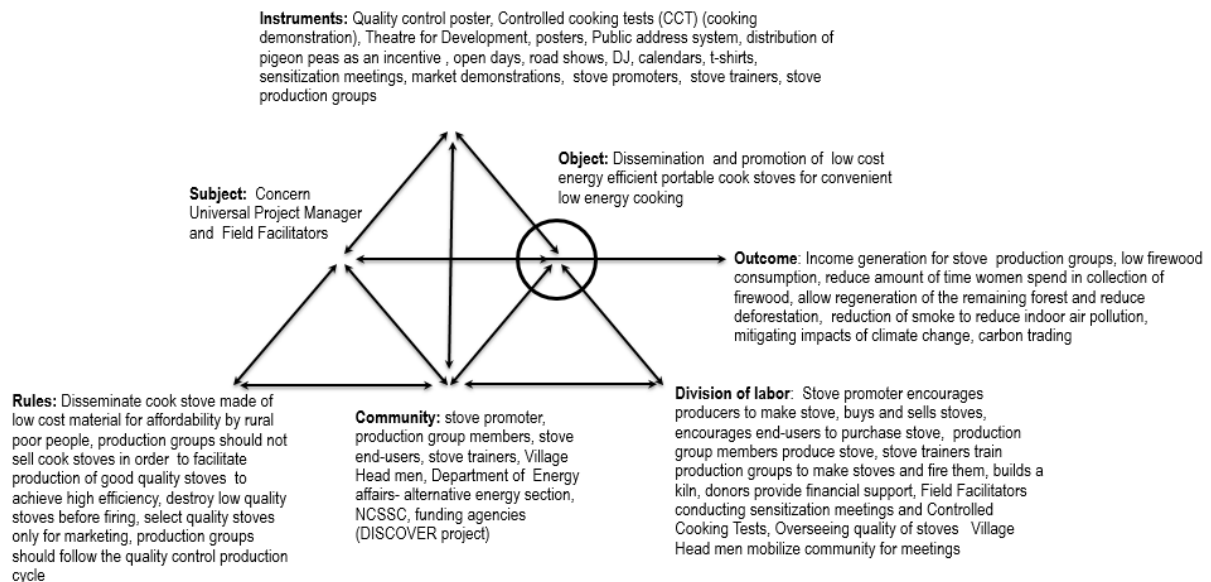 Instruments: Quality control poster, Controlled cooking tests (CCT) (cooking
demonstration), Theatre for Development, posters, Public address system, distribution of
pigeon peas as an incentive , open days, road shows, DJ, calendars, t-shirts,
sensitization meetings, market demonstrations, stove promoters, stove trainers, stove
production groups
Object: Dissemination and promotion of low cost
energy efficient portable cook stoves for convenient
low energy cooking
Subject: Concern
Universal Project Manager
and Field Facilitators
Outcome: Income generation for stove production groups, low firewood
consumption, reduce amount of time women spend in collection of
firewood, allow regeneration of the remaining forest and reduce
deforestation, reduction of smoke to reduce indoor air pollution,
mitigating impacts of climate change, carbon trading
Rules: Disseminate cook stove made of
low cost material for affordability by rural
poor people, production groups should not
sell cook stoves in order to facilitate
production of good quality stoves to
achieve high efficiency, destroy low quality
stoves before firing, select quality stoves
only for marketing, production groups
should follow the quality control production
cycle
Community: stove promoter,
production group members, stove
end-users, stove trainers, Village
Head men, Department of Energy
affairs- alternative energy section,
NCSSC, funding agencies
(DISCOVER project)
Division of labor: Stove promoter encourages
producers to make stove, buys and sells stoves,
encourages end-users to purchase stove, production
group members produce stove, stove trainers train
production groups to make stoves and fire them, builds a
kiln, donors provide financial support, Field Facilitators
conducting sensitization meetings and Controlled
Cooking Tests, Overseeing quality of stoves Village
Head men mobilize community for meetings